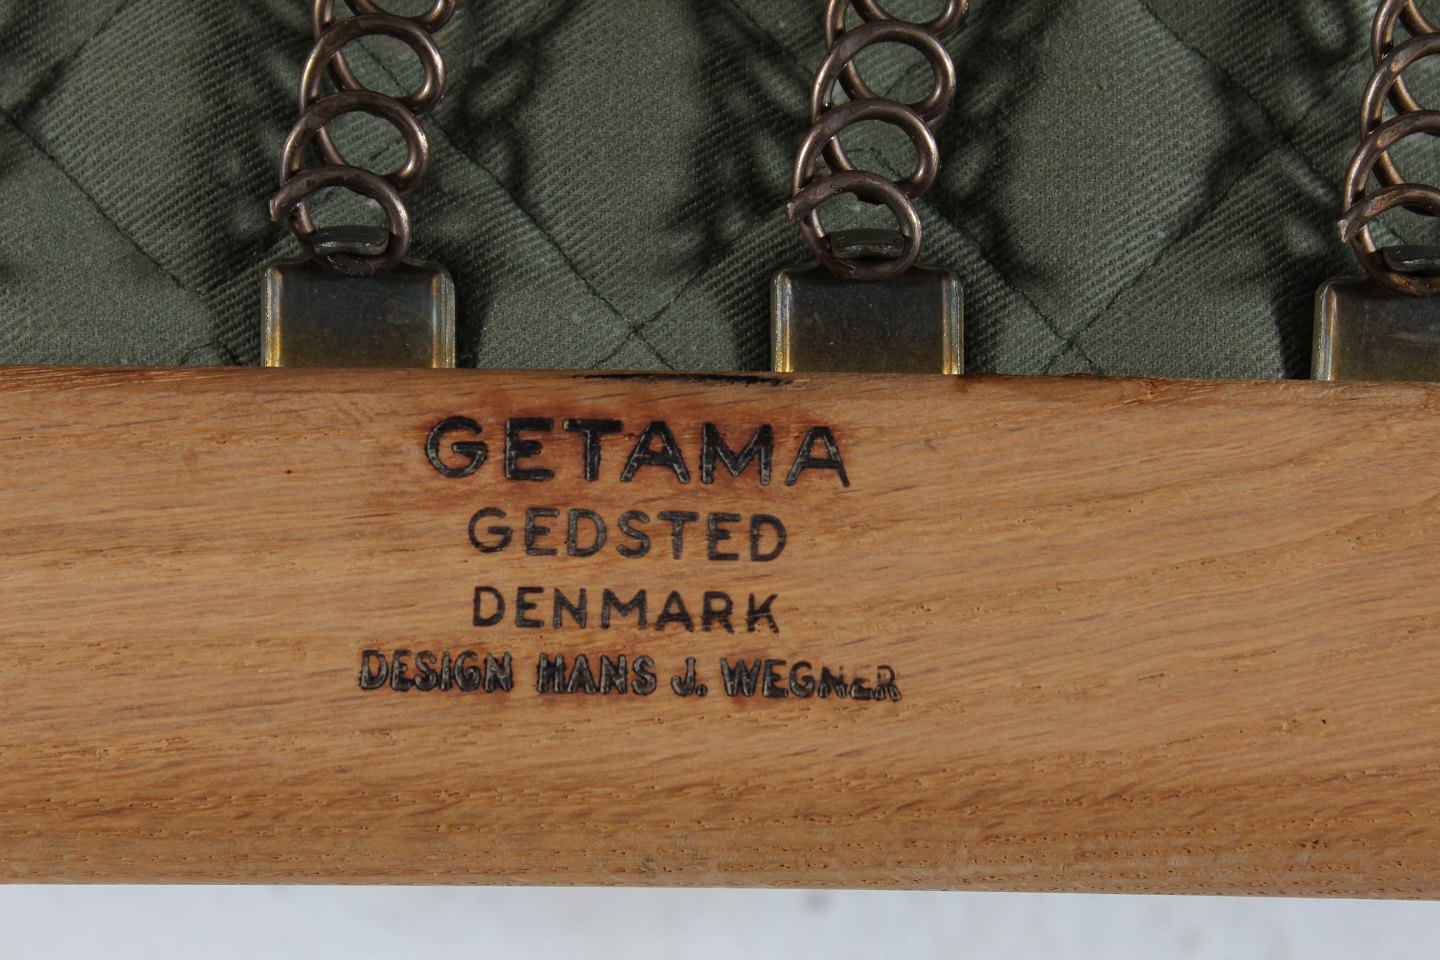 GETAMA
GEDSTED
DENMARK
DESIGN HANS J. WEGNER